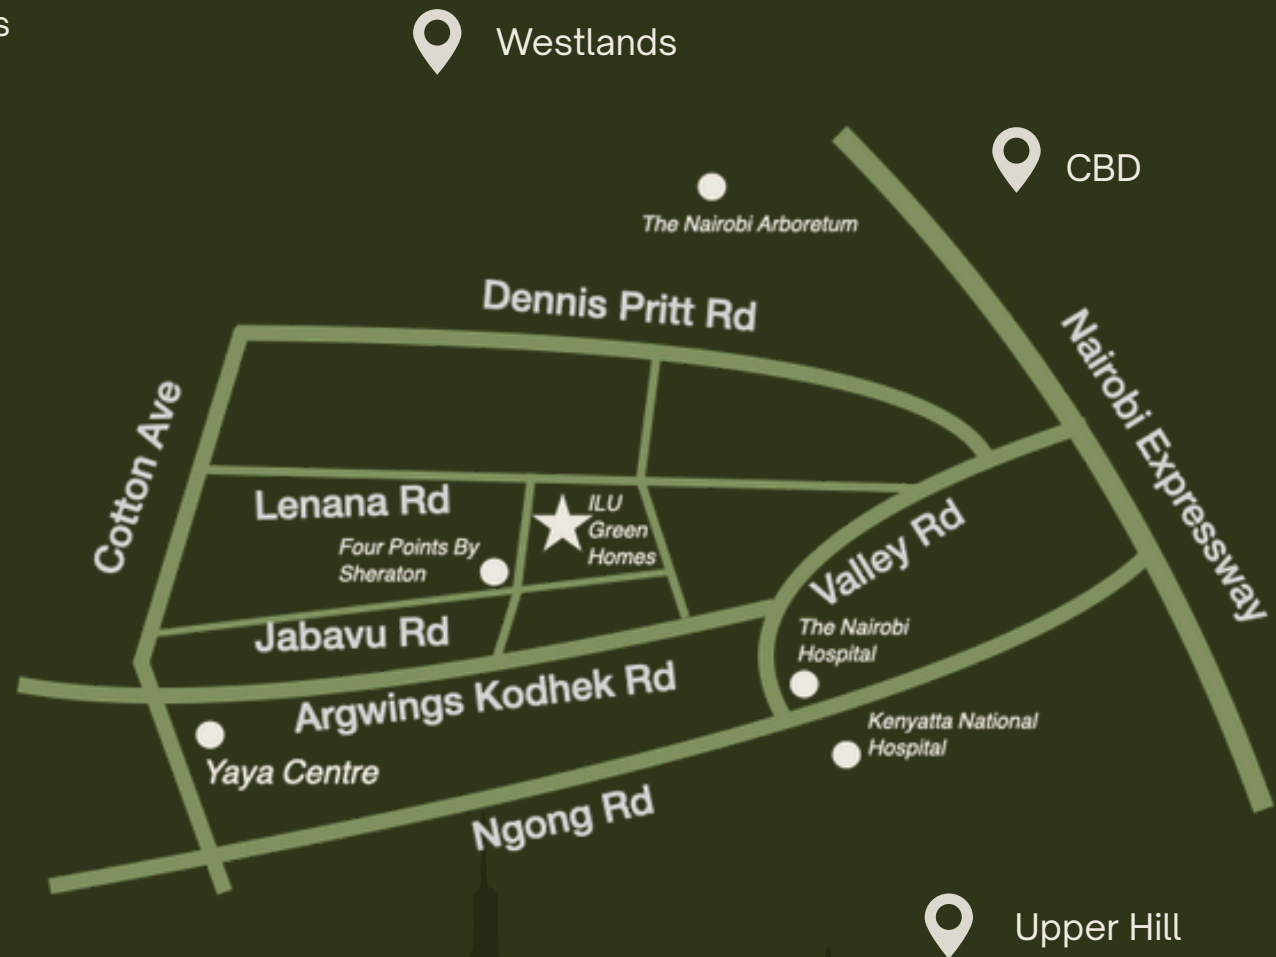 s
Westlands
CBD
The Nairobi Arboretum
Dennis Pritt Rd
Nairobi Expressway
Cotton Ave
Lenana Rd
ILU
Green
Homes
Four Points By
Sheraton
Valley Rd
Jabavu Rd
The Nairobi
Hospital
Argwings Kodhek Rd
Kenyatta National
Hospital
Yaya Centre
Ngong Rd
Upper Hill